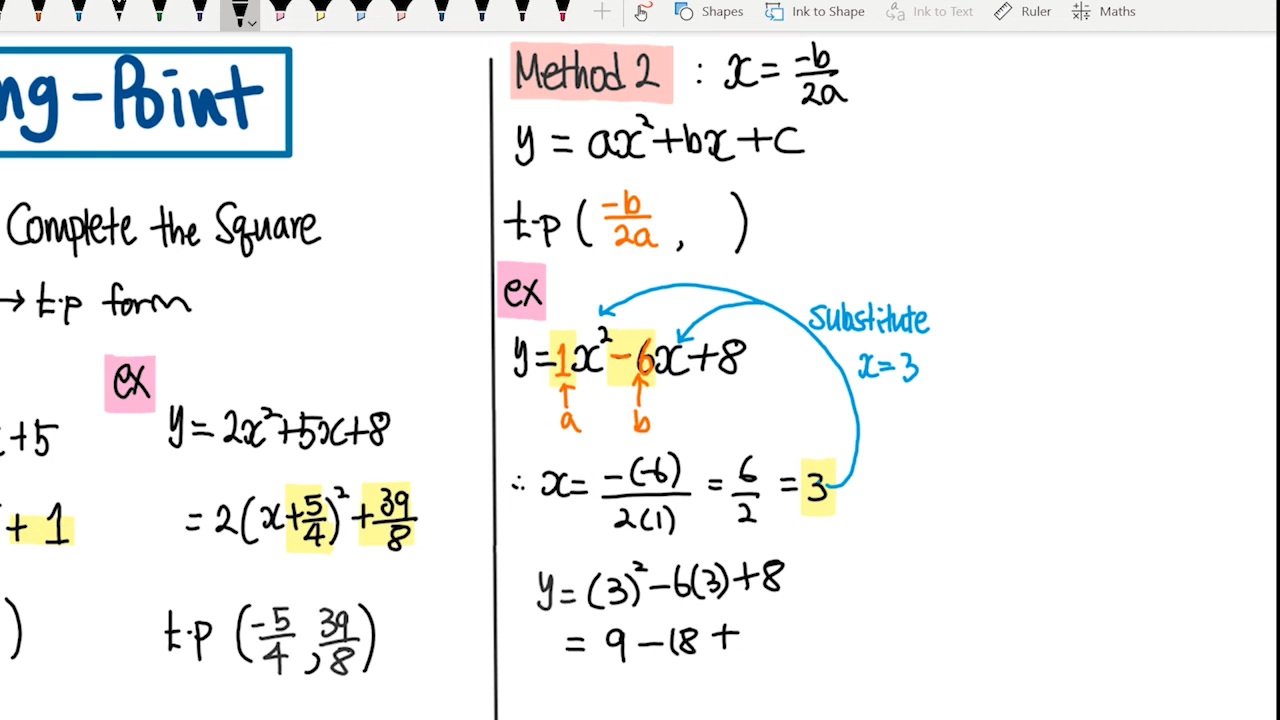 Shapes Ink to Shape Ink to Text Ruler Maths
ng-Point
Complete the Square
→ t.p form
x+5
+ 1
)
ex
y = 2x²+5x+8
= 2(x+5/4)²+39/8
t.p (-5/4, 39/8)
Method 2 : x = -b/2a
y = ax²+bx+c
t.p ( -b/2a , )
ex
substitute
x=3
y=1x²-6x+8
a b
∴ x= -(-6)/2(1) = 6/2 = 3
y= (3)²-6(3)+8
= 9-18+